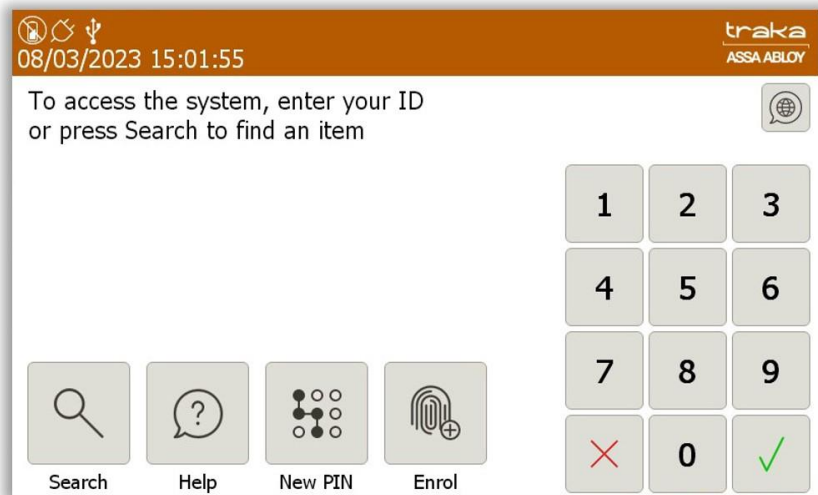 08/03/2023 15:01:55
traka
ASSA ABLOY
To access the system, enter your ID
or press Search to find an item
1 2 3
4 5 6
7 8 9
0
Search Help New PIN Enrol